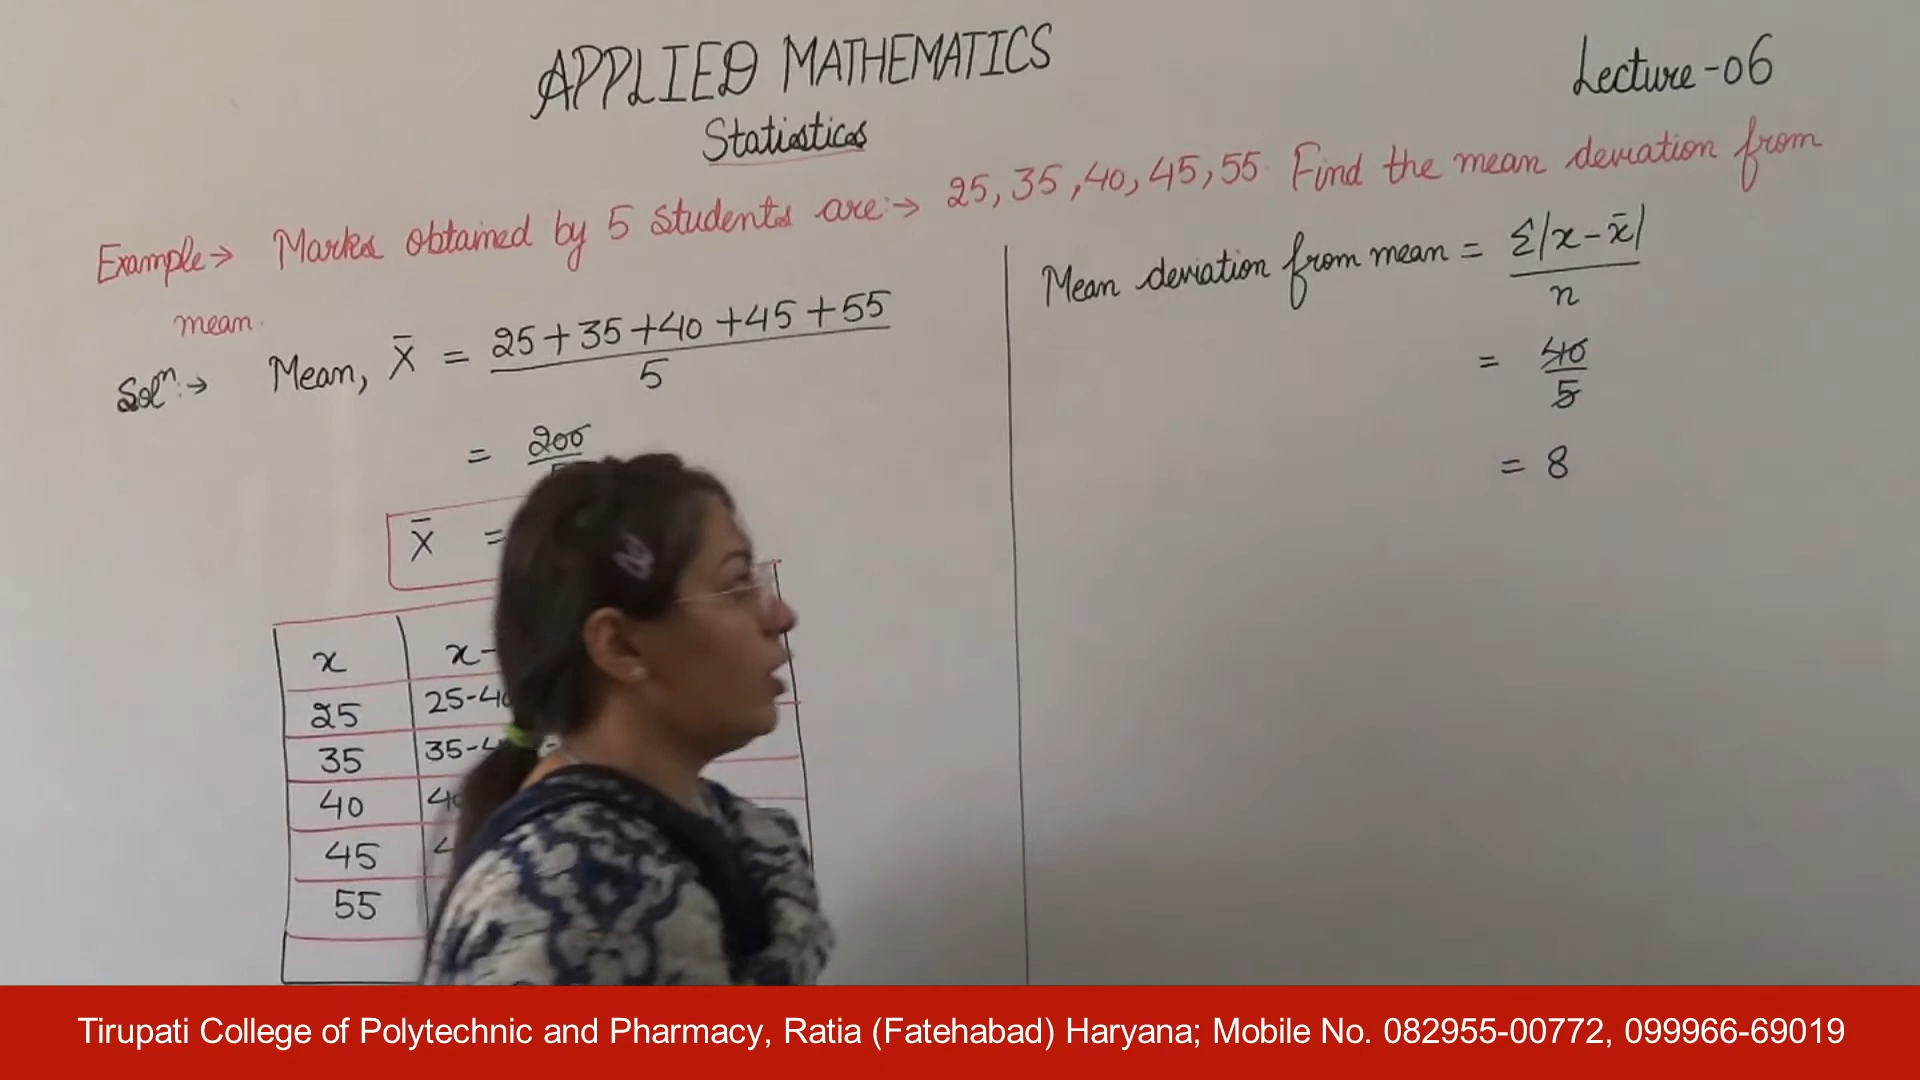 APPLIED MATHEMATICS
Lecture-06
Statistics
Example→ Marks obtained by 5 students are:→ 25, 35, 40, 45, 55. Find the mean deviation from
mean.
Solⁿ:→ Mean, X̄ = 25+35+40+45+55
5
= 200
X̄ =
x x-
25 25-40
35 35-4
40 40
45 4
55
Mean deviation from mean = Σ|x-x̄|
n
= 40
5
= 8
Tirupati College of Polytechnic and Pharmacy, Ratia (Fatehabad) Haryana; Mobile No. 082955-00772, 099966-69019